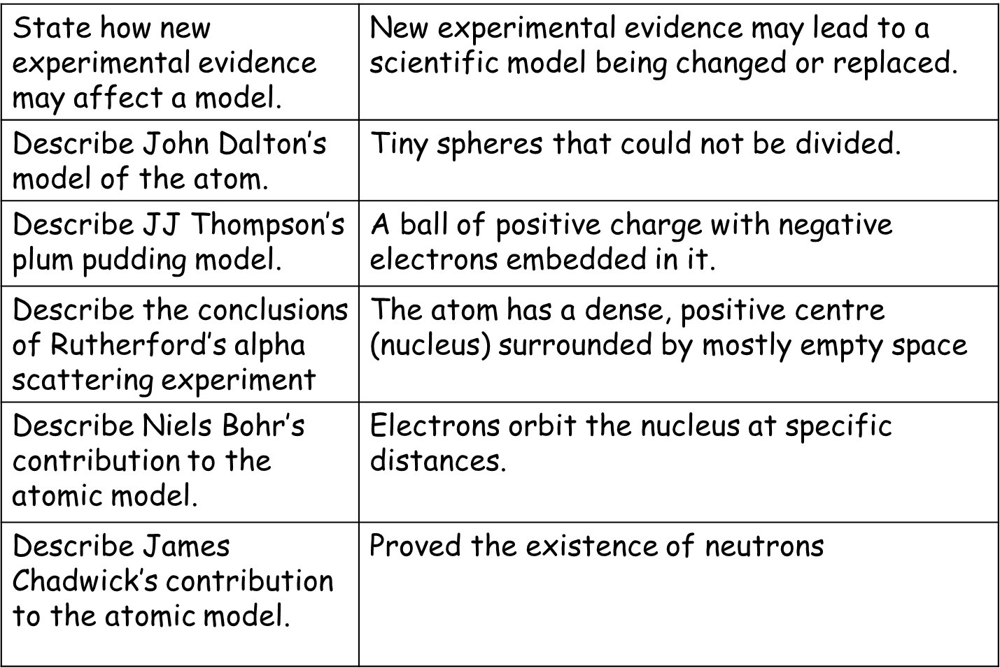 State how new
experimental evidence
may affect a model.
New experimental evidence may lead to a
scientific model being changed or replaced.
Describe John Dalton's
model of the atom.
Tiny spheres that could not be divided.
Describe JJ Thompson's
plum pudding model.
A ball of positive charge with negative
electrons embedded in it.
Describe the conclusions
of Rutherford's alpha
scattering experiment
The atom has a dense, positive centre
(nucleus) surrounded by mostly empty space
Describe Niels Bohr's
contribution to the
atomic model.
Electrons orbit the nucleus at specific
distances.
Describe James
Chadwick's contribution
to the atomic model.
Proved the existence of neutrons